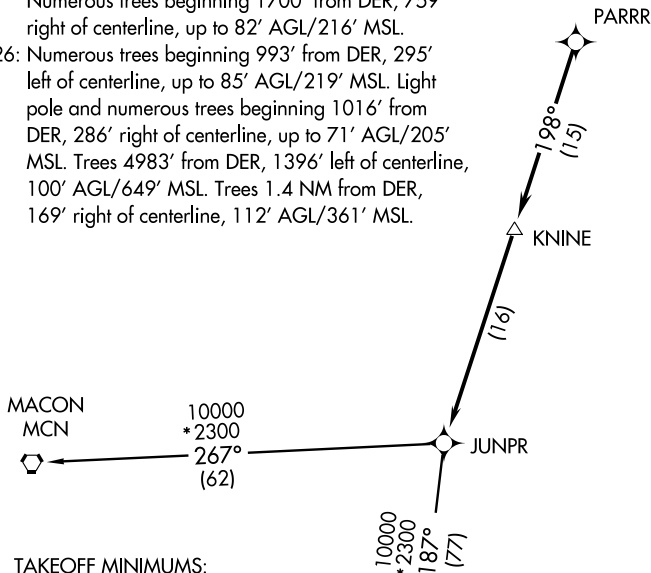 Numerous trees beginning 1700' from DER, 759'
right of centerline, up to 82' AGL/216' MSL.
26: Numerous trees beginning 993' from DER, 295'
left of centerline, up to 85' AGL/219' MSL. Light
pole and numerous trees beginning 1016' from
DER, 286' right of centerline, up to 71' AGL/205'
MSL. Trees 4983' from DER, 1396' left of centerline,
100' AGL/649' MSL. Trees 1.4 NM from DER,
169' right of centerline, 112' AGL/361' MSL.
PARRR
198°
(15)
KNINE
(16)
MACON
MCN
10000
*2300
267°
(62)
JUNPR
10000
*2300
187°
(77)
TAKEOFF MINIMUMS: